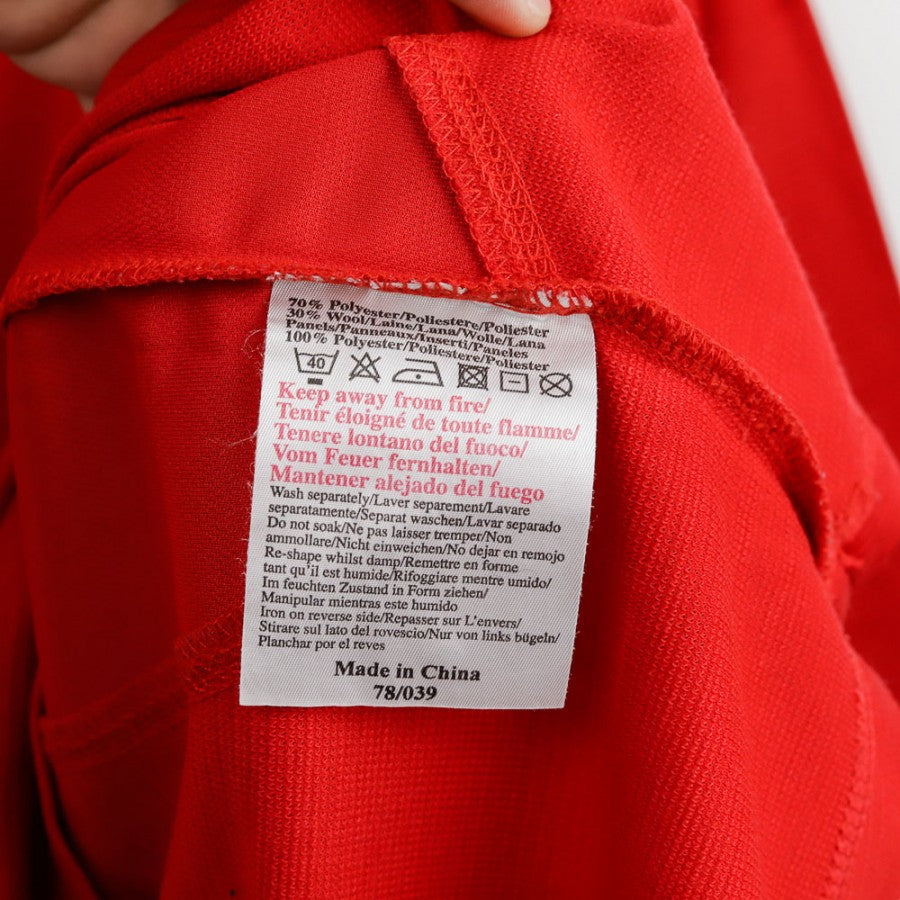 70% Polyester/Poliestere/Poliester
30% Wool/Laine/Lana/Wolle/Lana
Panels/Panneaux/Inserti/Paneles
100% Polyester/Poliestere/Poliester
40
Keep away from fire/
Tenir éloigné de toute flamme/
Tenere lontano del fuoco/
Vom Feuer fernhalten/
Mantener alejado del fuego
Wash separately/Laver separement/Lavare
separatamente/Separat waschen/Lavar separado
Do not soak/Ne pas laisser tremper/Non
ammollare/Nicht einweichen/No dejar en remojo
Re-shape whilst damp/Remettre en forme
tant qu'il est humide/Rifoggiare mentre umido/
Im feuchten Zustand in Form ziehen/
Manipular mientras este humido
Iron on reverse side/Repasser sur L'envers/
Stirare sul lato del rovescio/Nur von links bügeln/
Planchar por el reves
Made in China
78/039